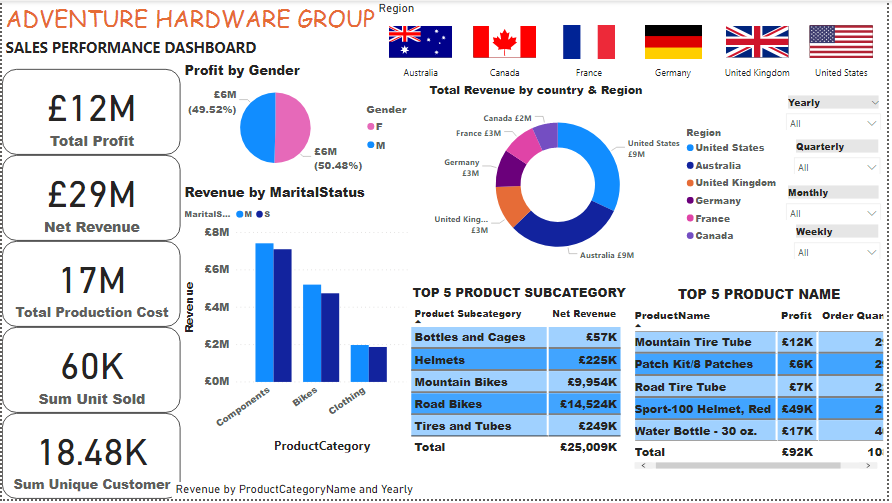 ADVENTURE HARDWARE GROUP
SALES PERFORMANCE DASHBOARD
Region
Australia
Canada
France
Germany
United Kingdom
United States
£12M
Total Profit
£29M
Net Revenue
17M
Total Production Cost
60K
Sum Unit Sold
18.48K
Sum Unique Customer
Profit by Gender
£6M
(49.52%)
£6M
(50.48%)
Gender
F
M
Revenue by MaritalStatus
MaritalS... M S
Revenue
£8M
£6M
£4M
£2M
£0M
Components
Bikes
Clothing
ProductCategory
Revenue by ProductCategoryName and Yearly
Total Revenue by country & Region
Canada £2M
France £3M
Germany
£3M
United King...
£3M
United States
£9M
Australia £9M
Region
United States
Australia
United Kingdom
Germany
France
Canada
Yearly
All
Quarterly
All
Monthly
All
Weekly
All
TOP 5 PRODUCT SUBCATEGORY
Product Subcategory Net Revenue
Bottles and Cages £57K
Helmets £225K
Mountain Bikes £9,954K
Road Bikes £14,524K
Tires and Tubes £249K
Total £25,009K
TOP 5 PRODUCT NAME
ProductName Profit Order Quan
Mountain Tire Tube £12K 2
Patch Kit/8 Patches £6K 2
Road Tire Tube £7K 2
Sport-100 Helmet, Red £49K 2
Water Bottle - 30 oz. £17K 4
Total £92K 10